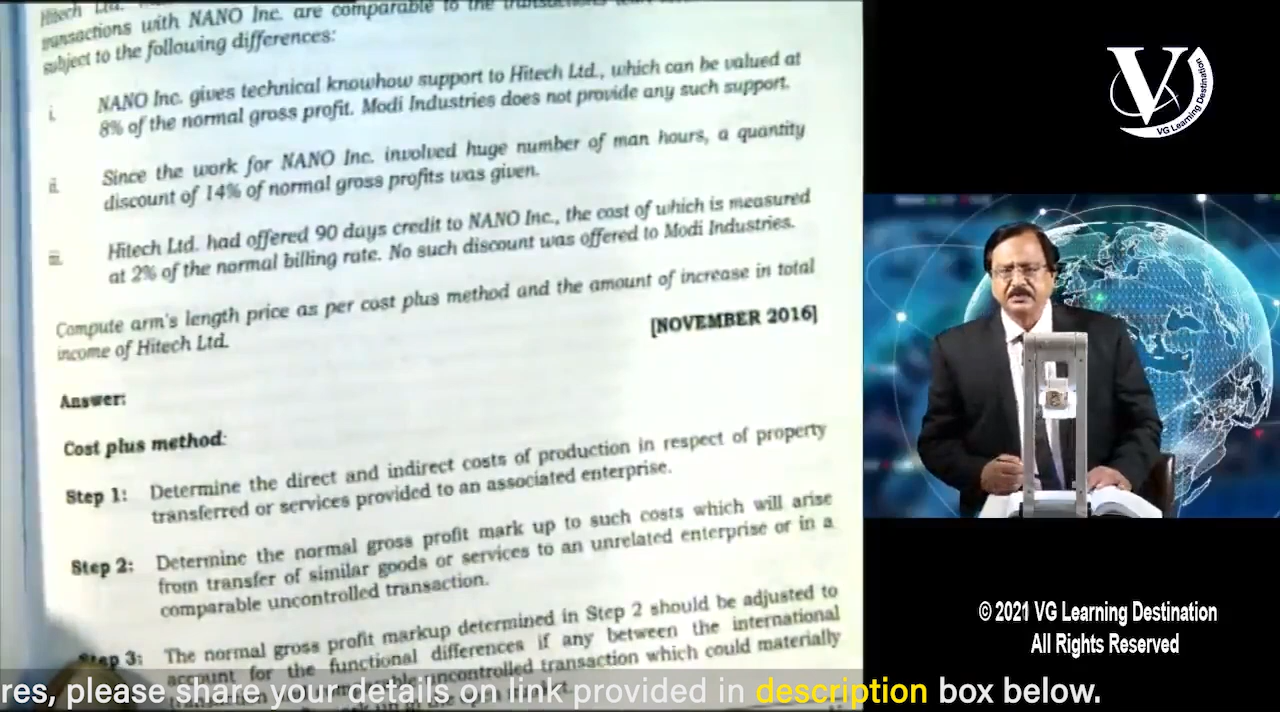 Hitech Ltd.
transactions with NANO Inc. are comparable to the transactions
subject to the following differences:
i. NANO Inc. gives technical knowhow support to Hitech Ltd., which can be valued at
8% of the normal gross profit. Modi Industries does not provide any such support.
ii. Since the work for NANO Inc. involved huge number of man hours, a quantity
discount of 14% of normal gross profits was given.
iii. Hitech Ltd. had offered 90 days credit to NANO Inc., the cost of which is measured
at 2% of the normal billing rate. No such discount was offered to Modi Industries.
Compute arm's length price as per cost plus method and the amount of increase in total
income of Hitech Ltd.
[NOVEMBER 2016]
Answer:
Cost plus method:
Step 1: Determine the direct and indirect costs of production in respect of property
transferred or services provided to an associated enterprise.
Step 2: Determine the normal gross profit mark up to such costs which will arise
from transfer of similar goods or services to an unrelated enterprise or in a
comparable uncontrolled transaction.
Step 3: The normal gross profit markup determined in Step 2 should be adjusted to
account for the functional differences if any between the international
uncontrolled transaction which could materially
res, please share your details on link provided in description box below.
V
VG Learning Destination
© 2021 VG Learning Destination
All Rights Reserved